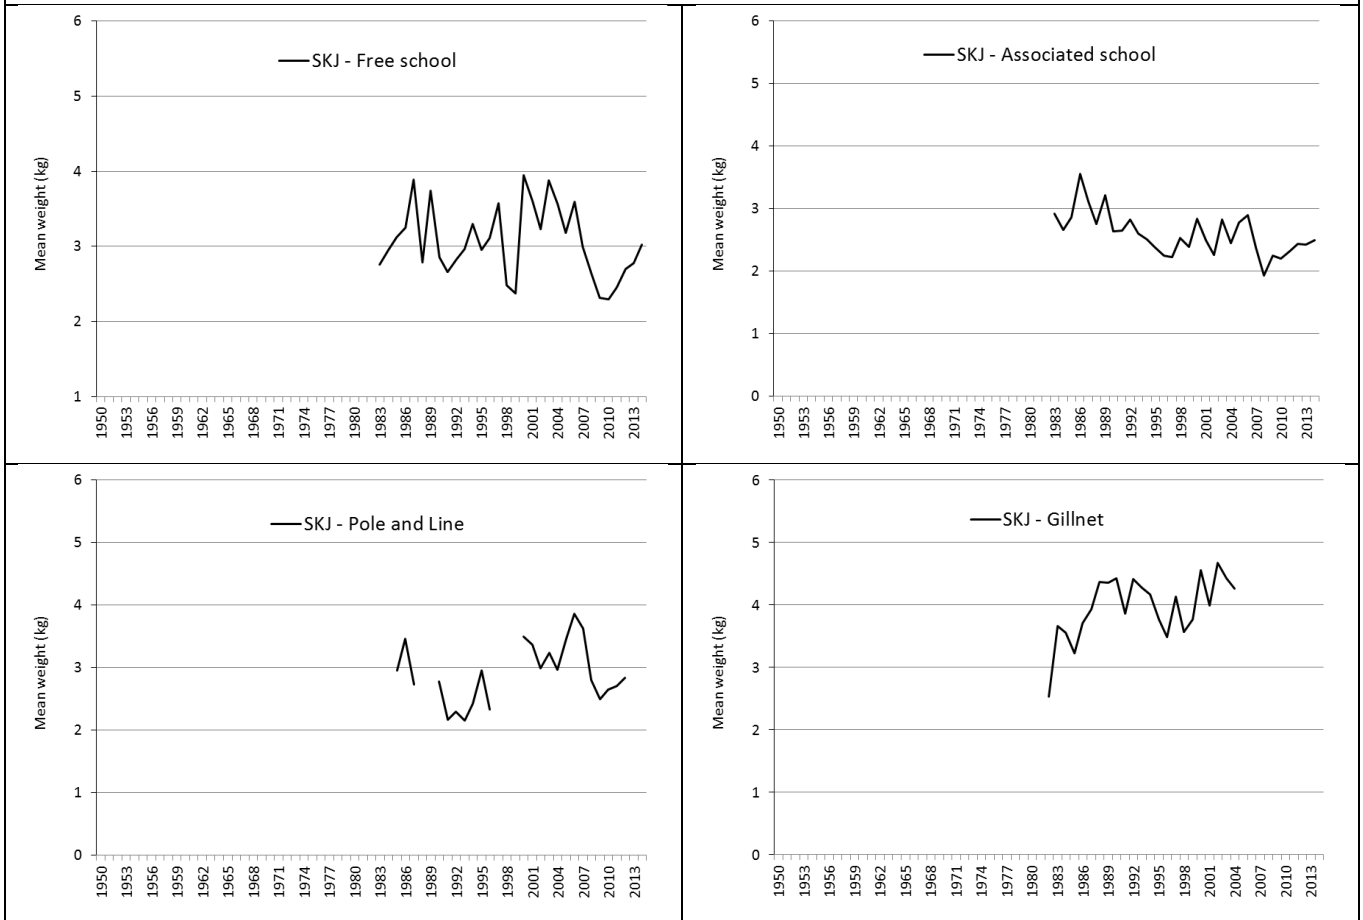 6
5
4
3
2
1
Mean weight (kg)
SKJ - Free school
1950 1953 1956 1959 1962 1965 1968 1971 1974 1977 1980 1983 1986 1989 1992 1995 1998 2001 2004 2007 2010 2013
6
5
4
3
2
1
0
Mean weight (kg)
SKJ - Associated school
1950 1953 1956 1959 1962 1965 1968 1971 1974 1977 1980 1983 1986 1989 1992 1995 1998 2001 2004 2007 2010 2013
6
5
4
3
2
1
0
Mean weight (kg)
SKJ - Pole and Line
1950 1953 1956 1959 1962 1965 1968 1971 1974 1977 1980 1983 1986 1989 1992 1995 1998 2001 2004 2007 2010 2013
6
5
4
3
2
1
0
Mean weight (kg)
SKJ - Gillnet
1950 1953 1956 1959 1962 1965 1968 1971 1974 1977 1980 1983 1986 1989 1992 1995 1998 2001 2004 2007 2010 2013